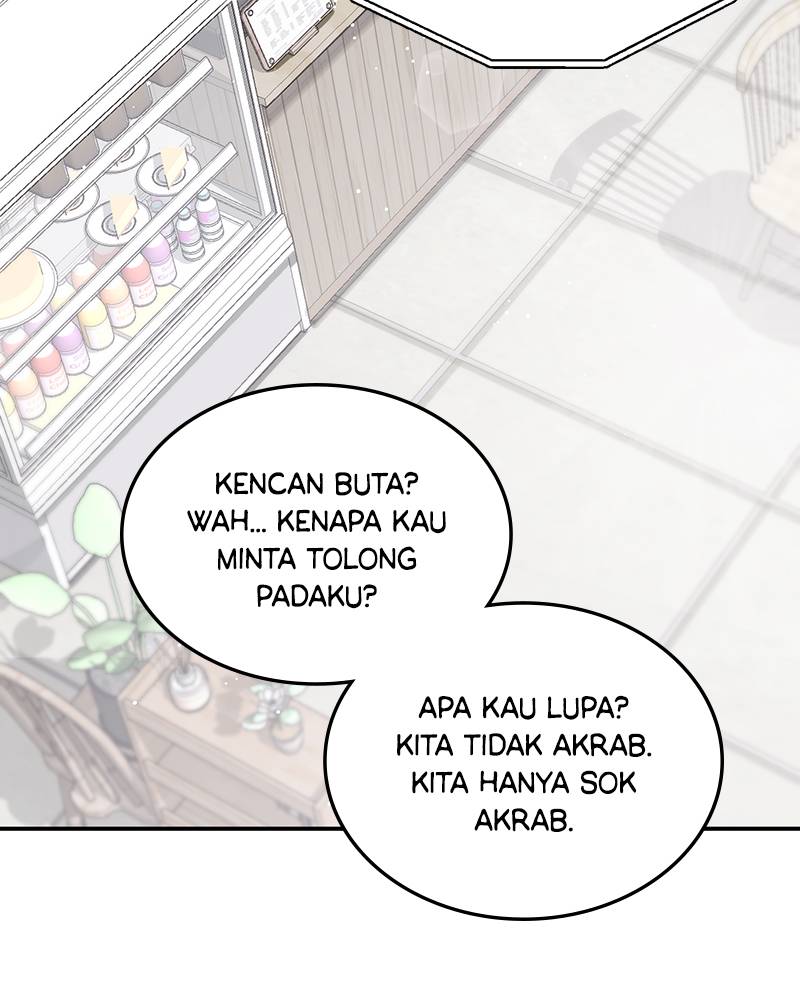 KENCAN BUTA?
WAH... KENAPA KAU
MINTA TOLONG
PADAKU?
APA KAU LUPA?
KITA TIDAK AKRAB.
KITA HANYA SOK
AKRAB.